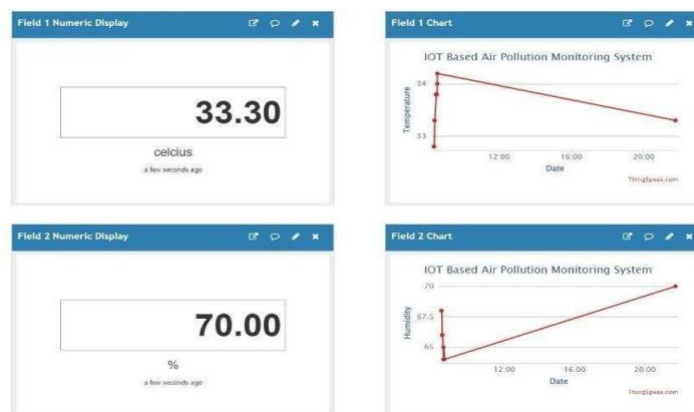 Field 1 Numeric Display
33.30
celcius
a few seconds ago
Field 1 Chart
IOT Based Air Pollution Monitoring System
Temperature
34
33
12:00 16:00 20:00
Date
ThingSpeak.com
Field 2 Numeric Display
70.00
%
a few seconds ago
Field 2 Chart
IOT Based Air Pollution Monitoring System
Humidity
70
67.5
65
12:00 16:00 20:00
Date
ThingSpeak.com